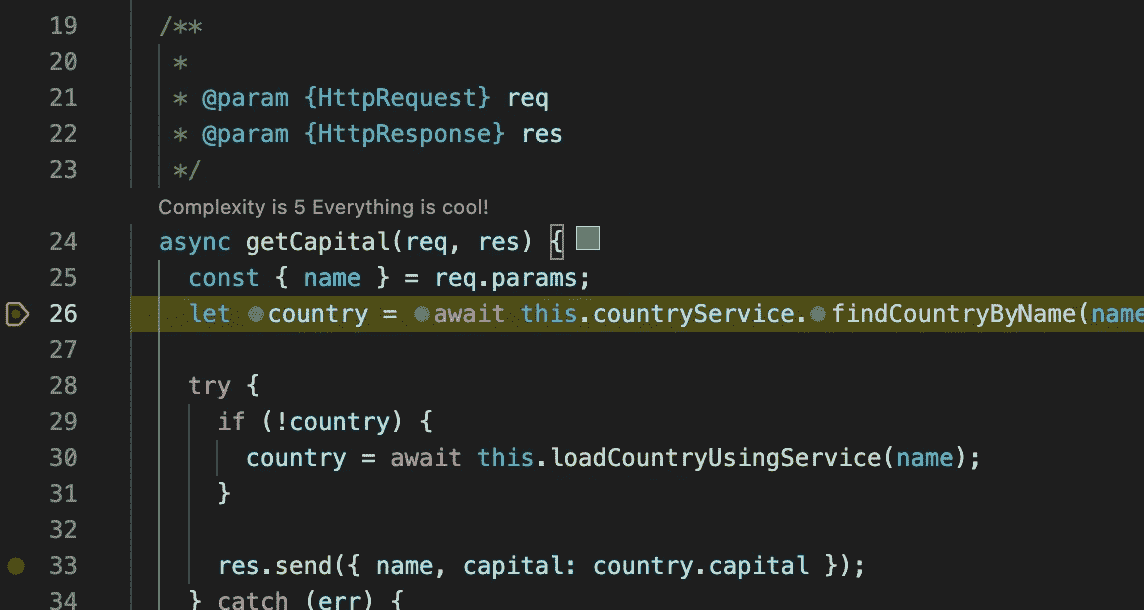 19 /**
20 *
21 * @param {HttpRequest} req
22 * @param {HttpResponse} res
23 */
Complexity is 5 Everything is cool!
24 async getCapital(req, res) {
25 const { name } = req.params;
26 let country = await this.countryService.findCountryByName(name
27
28 try {
29 if (!country) {
30 country = await this.loadCountryUsingService(name);
31 }
32
33 res.send({ name, capital: country.capital });
34 } catch (err) {